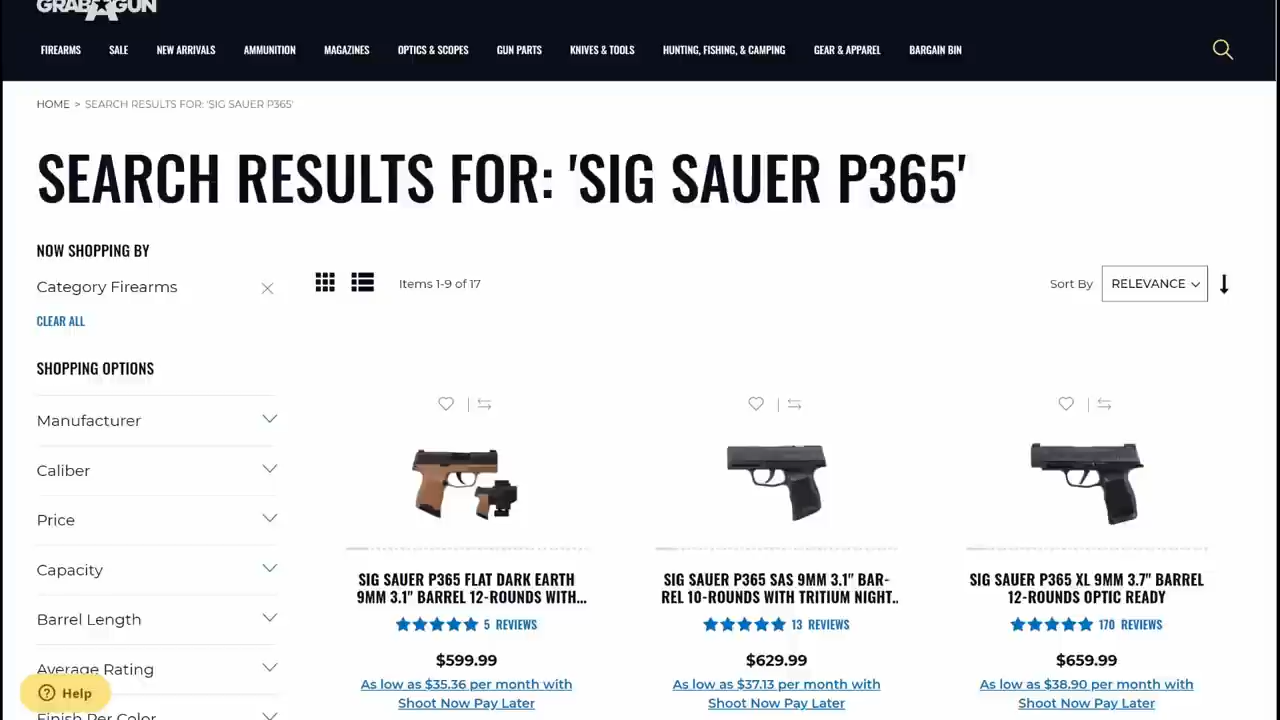 GRABAGUN
FIREARMS SALE NEW ARRIVALS AMMUNITION MAGAZINES OPTICS & SCOPES GUN PARTS KNIVES & TOOLS HUNTING, FISHING, & CAMPING GEAR & APPAREL BARGAIN BIN
HOME > SEARCH RESULTS FOR: 'SIG SAUER P365'
SEARCH RESULTS FOR: 'SIG SAUER P365'
NOW SHOPPING BY
Category Firearms
CLEAR ALL
Items 1-9 of 17
Sort By RELEVANCE
SHOPPING OPTIONS
Manufacturer
Caliber
Price
Capacity
Barrel Length
Average Rating
Finish Per Color
Help
SIG SAUER P365 FLAT DARK EARTH
9MM 3.1" BARREL 12-ROUNDS WITH...
5 REVIEWS
$599.99
As low as $35.36 per month with
Shoot Now Pay Later
SIG SAUER P365 SAS 9MM 3.1" BAR-
REL 10-ROUNDS WITH TRITIUM NIGHT..
13 REVIEWS
$629.99
As low as $37.13 per month with
Shoot Now Pay Later
SIG SAUER P365 XL 9MM 3.7" BARREL
12-ROUNDS OPTIC READY
170 REVIEWS
$659.99
As low as $38.90 per month with
Shoot Now Pay Later